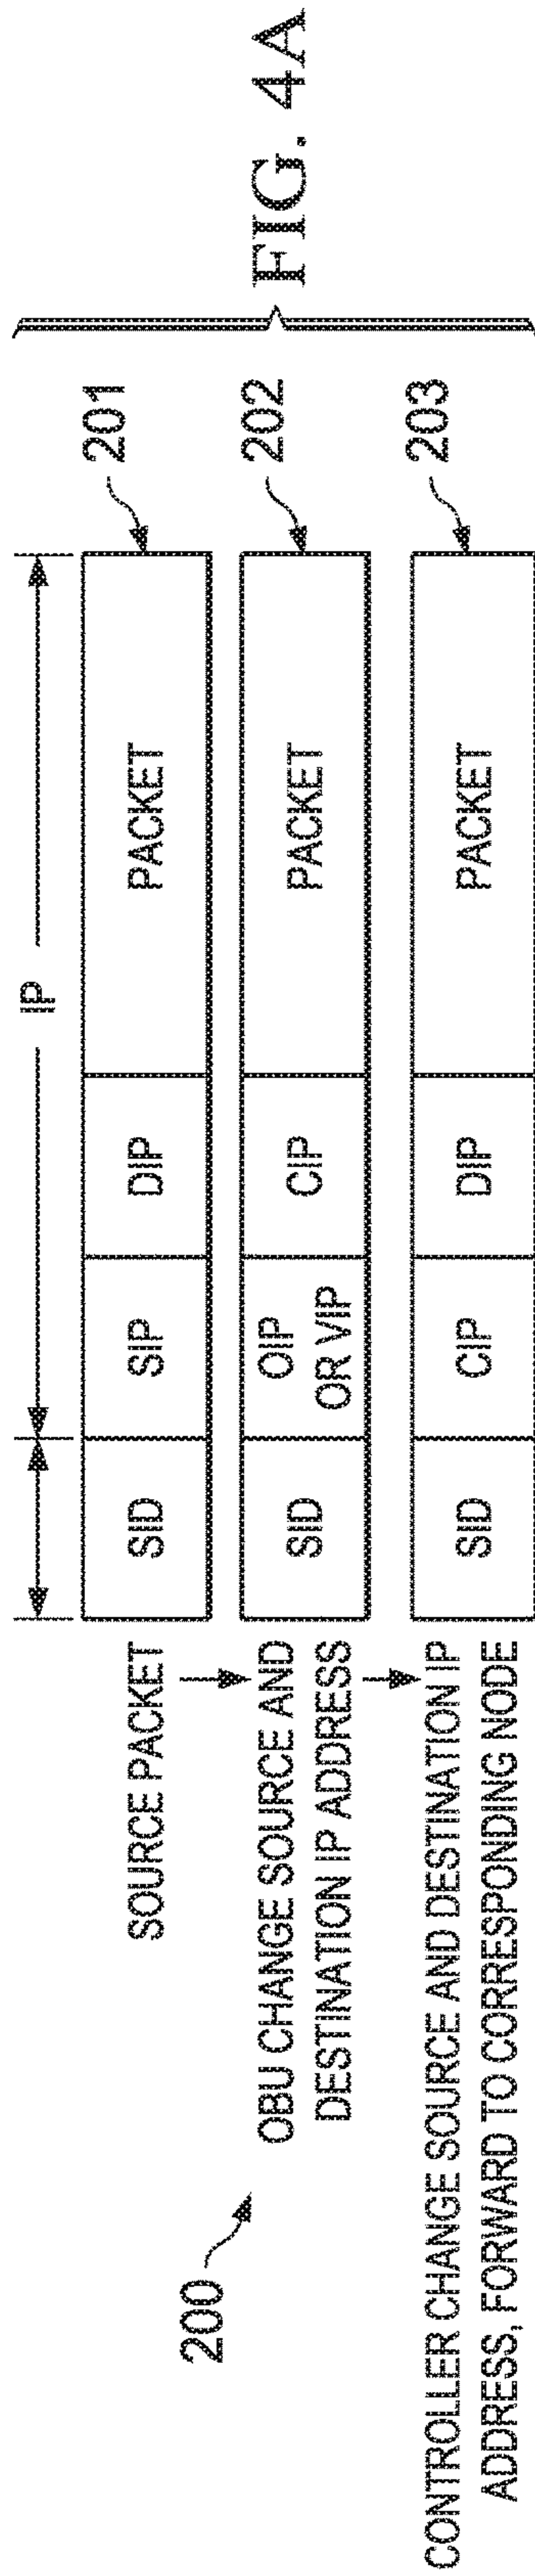 IP
SOURCE PACKET
SID
SIP
DIP
PACKET
201
200
OBU CHANGE SOURCE AND
DESTINATION IP ADDRESS
SID
OIP
OR VIP
CIP
PACKET
202
CONTROLLER CHANGE SOURCE AND DESTINATION IP
ADDRESS, FORWARD TO CORRESPONDING NODE
SID
CIP
DIP
PACKET
203
FIG. 4A